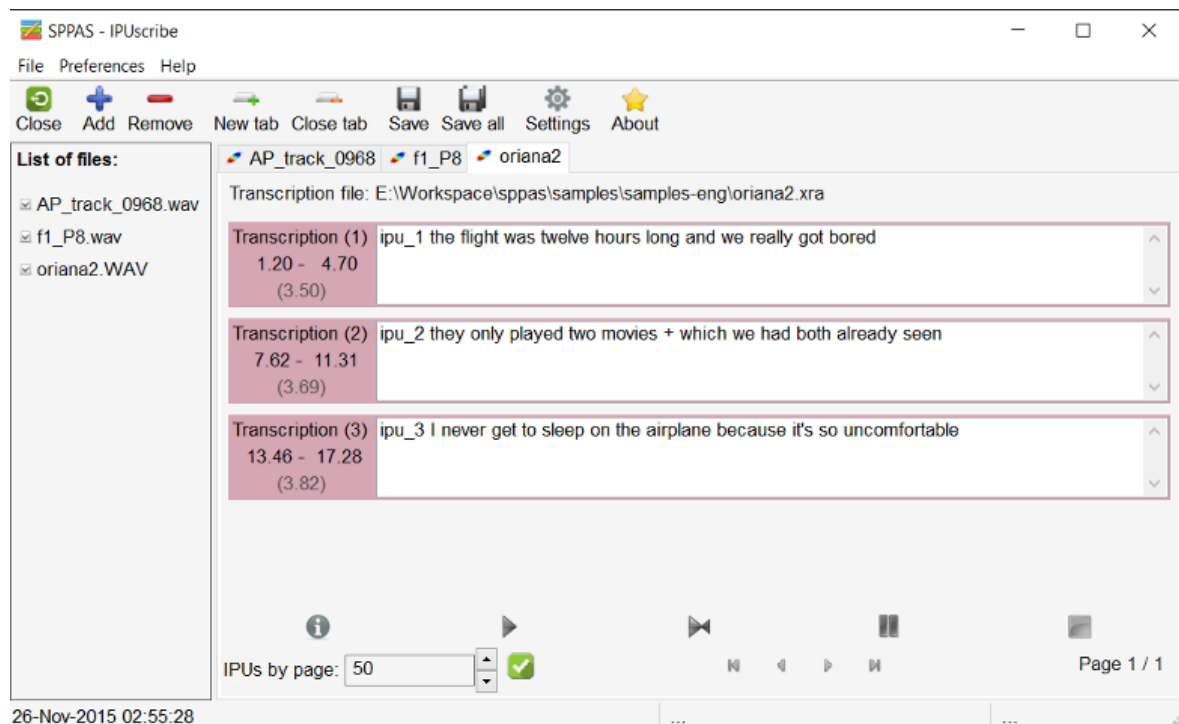 SPPAS - IPUscribe
File Preferences Help
Close Add Remove New tab Close tab Save Save all Settings About
List of files:
AP_track_0968.wav
f1_P8.wav
oriana2.WAV
AP_track_0968 f1_P8 oriana2
Transcription file: E:\Workspace\sppas\samples\samples-eng\oriana2.xra
Transcription (1) ipu_1 the flight was twelve hours long and we really got bored
1.20 - 4.70
(3.50)
Transcription (2) ipu_2 they only played two movies + which we had both already seen
7.62 - 11.31
(3.69)
Transcription (3) ipu_3 I never get to sleep on the airplane because it's so uncomfortable
13.46 - 17.28
(3.82)
IPUs by page: 50
Page 1 / 1
26-Nov-2015 02:55:28 ... ...